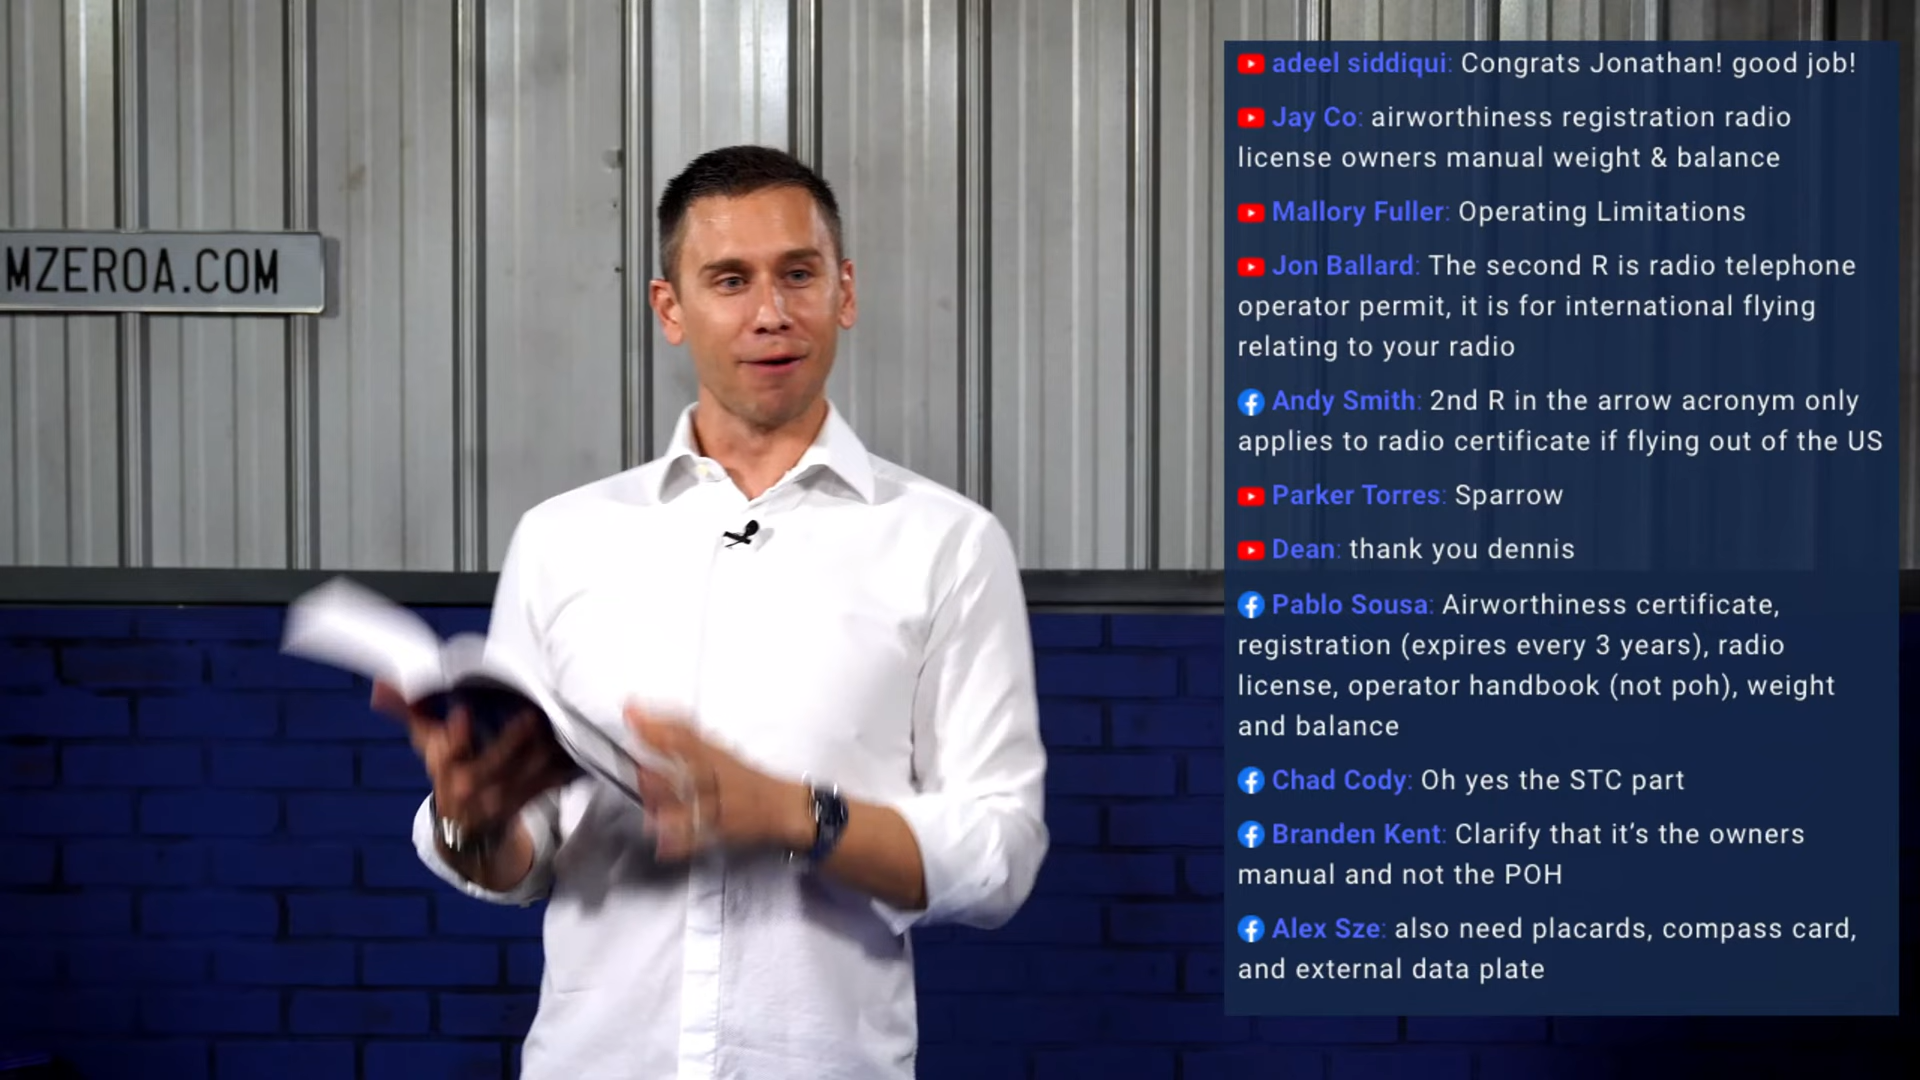 MZEROA.COM
adeel siddiqui: Congrats Jonathan! good job!
Jay Co: airworthiness registration radio
license owners manual weight & balance
Mallory Fuller: Operating Limitations
Jon Ballard: The second R is radio telephone
operator permit, it is for international flying
relating to your radio
Andy Smith: 2nd R in the arrow acronym only
applies to radio certificate if flying out of the US
Parker Torres: Sparrow
Dean: thank you dennis
Pablo Sousa: Airworthiness certificate,
registration (expires every 3 years), radio
license, operator handbook (not poh), weight
and balance
Chad Cody: Oh yes the STC part
Branden Kent: Clarify that it’s the owners
manual and not the POH
Alex Sze: also need placards, compass card,
and external data plate